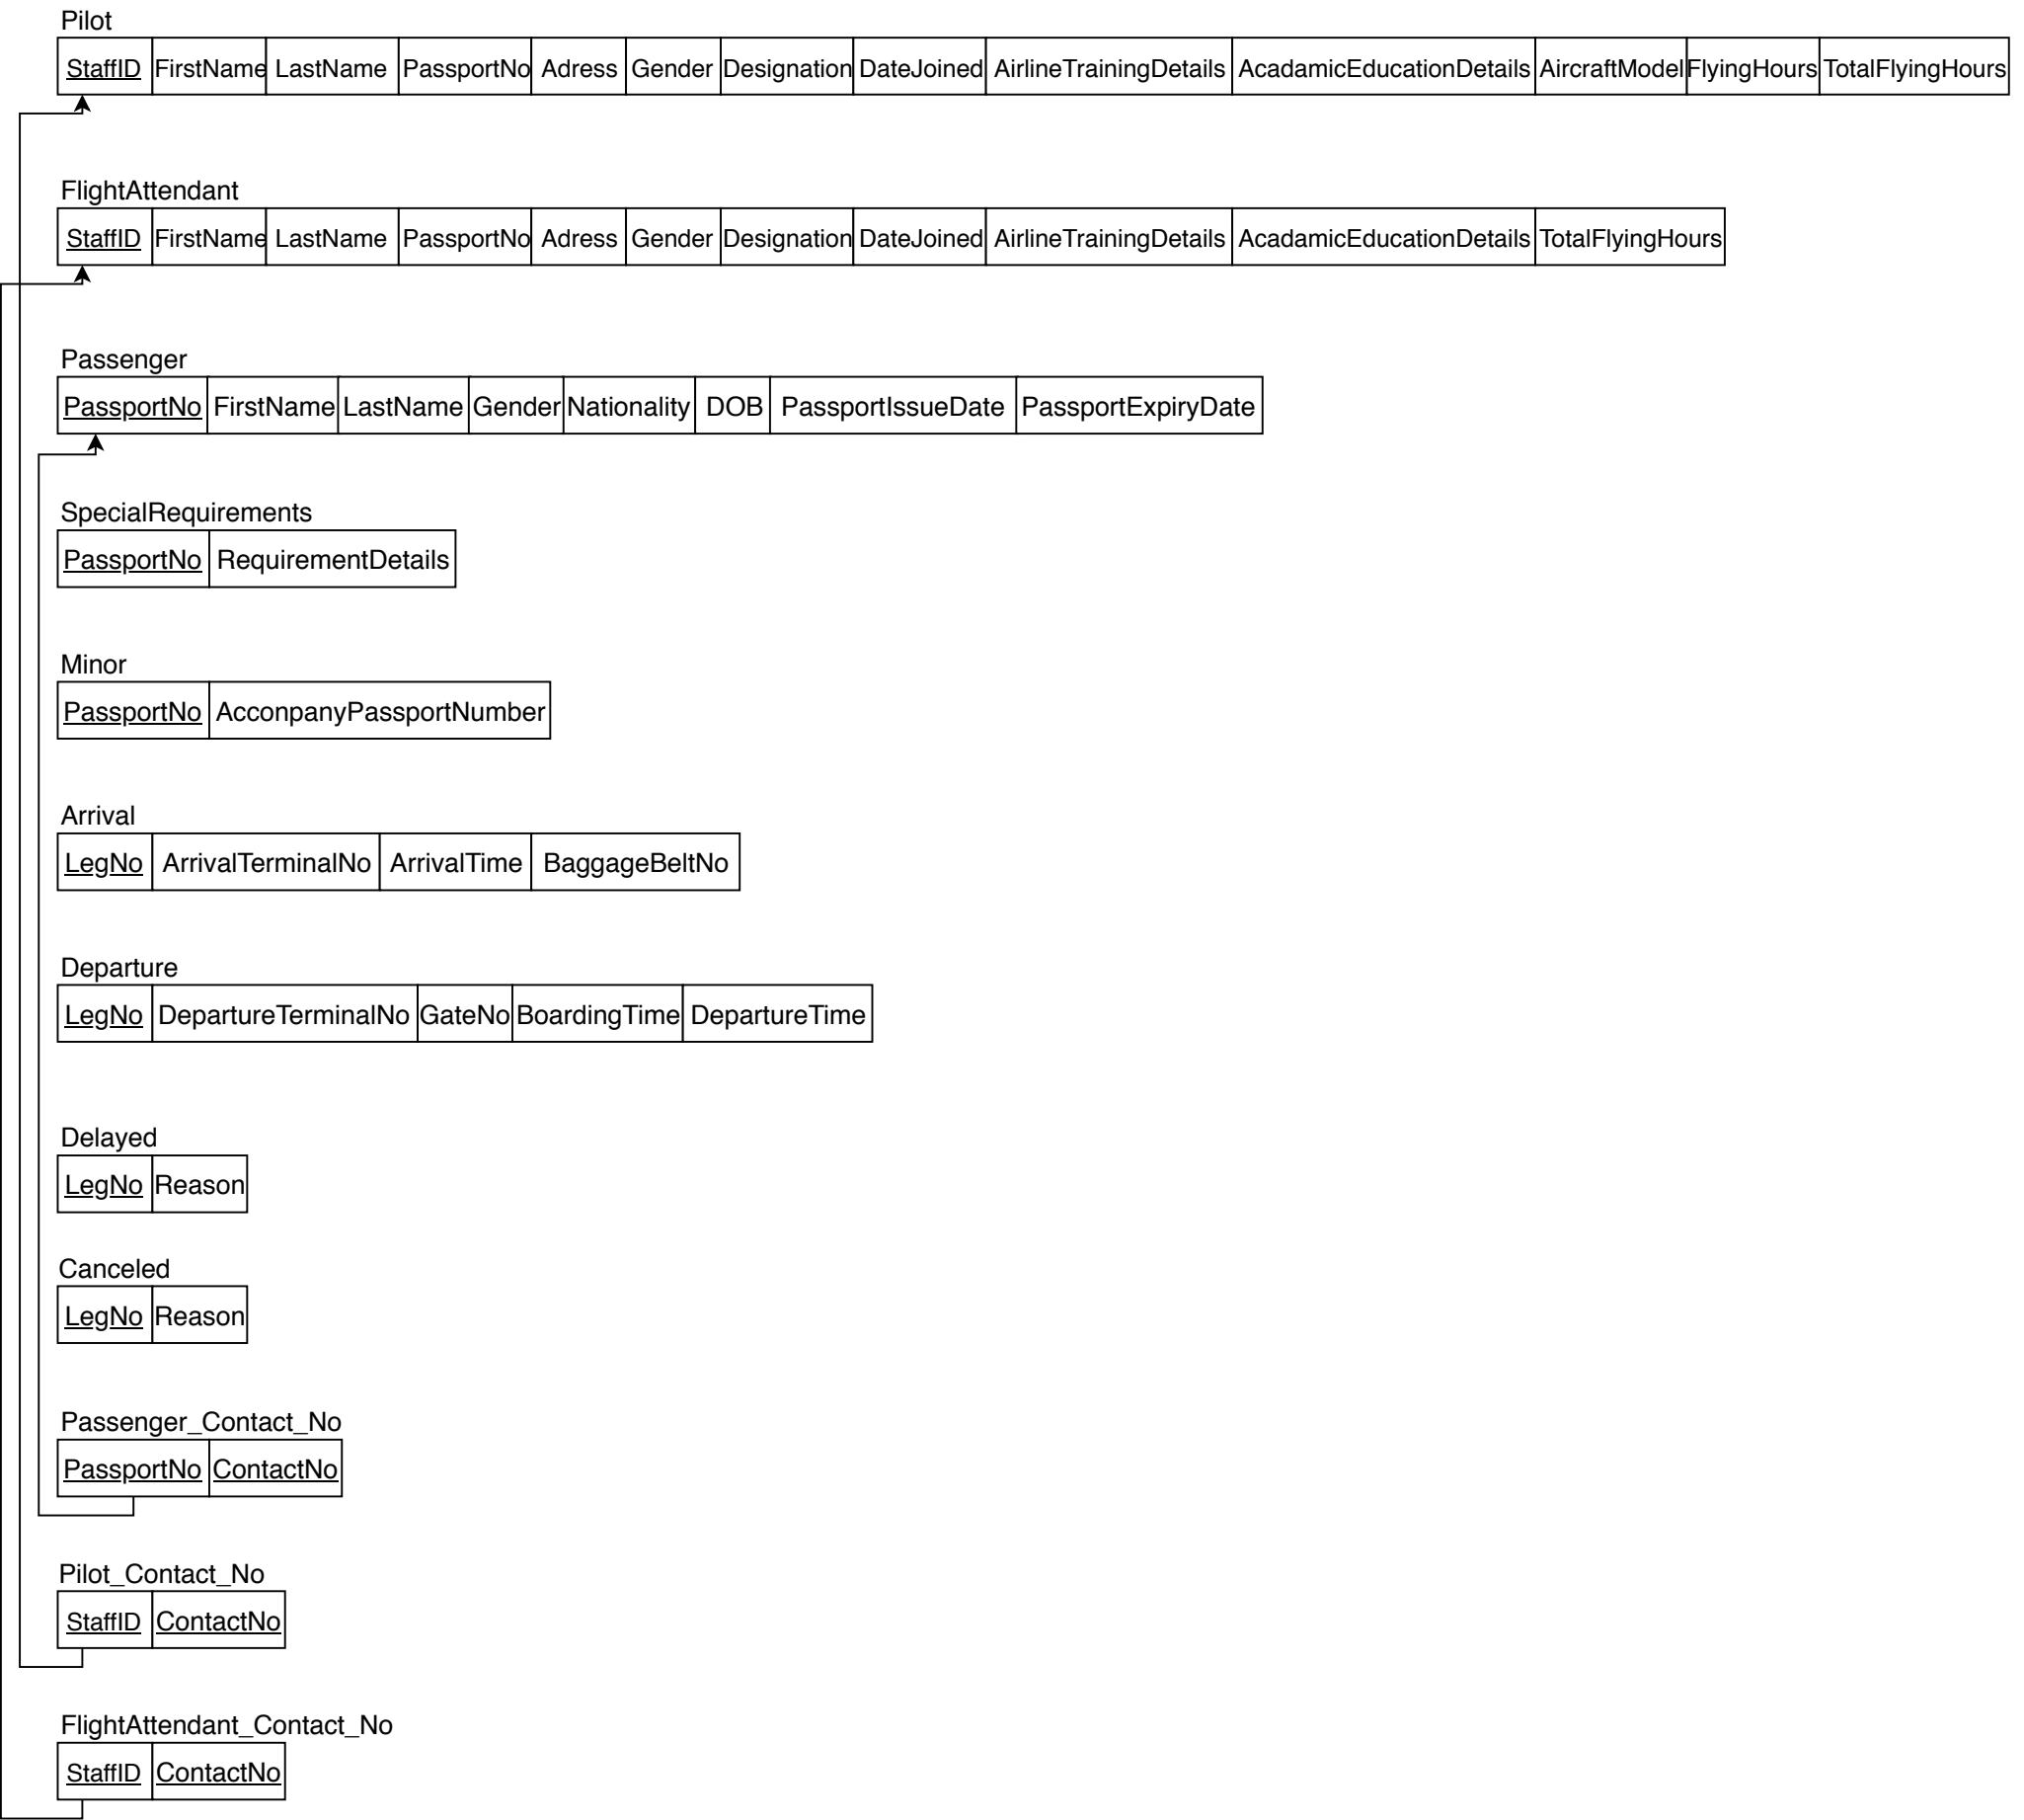 Pilot
StaffID FirstName LastName PassportNo Adress Gender Designation DateJoined AirlineTrainingDetails AcadamicEducationDetails AircraftModel FlyingHours TotalFlyingHours
FlightAttendant
StaffID FirstName LastName PassportNo Adress Gender Designation DateJoined AirlineTrainingDetails AcadamicEducationDetails TotalFlyingHours
Passenger
PassportNo FirstName LastName Gender Nationality DOB PassportIssueDate PassportExpiryDate
SpecialRequirements
PassportNo RequirementDetails
Minor
PassportNo AcconpanyPassportNumber
Arrival
LegNo ArrivalTerminalNo ArrivalTime BaggageBeltNo
Departure
LegNo DepartureTerminalNo GateNo BoardingTime DepartureTime
Delayed
LegNo Reason
Canceled
LegNo Reason
Passenger_Contact_No
PassportNo ContactNo
Pilot_Contact_No
StaffID ContactNo
FlightAttendant_Contact_No
StaffID ContactNo